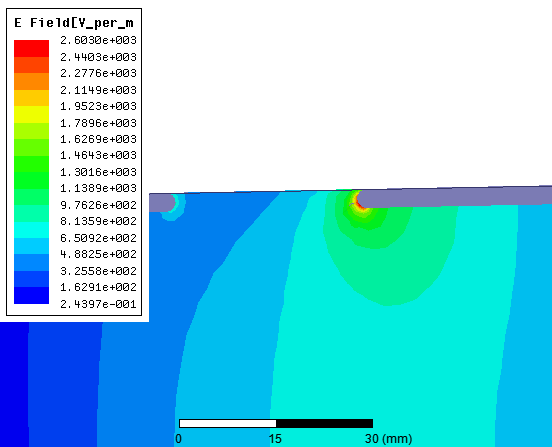 E Field[V_per_m
2.6030e+003
2.4403e+003
2.2776e+003
2.1149e+003
1.9523e+003
1.7896e+003
1.6269e+003
1.4643e+003
1.3016e+003
1.1389e+003
9.7626e+002
8.1359e+002
6.5092e+002
4.8825e+002
3.2558e+002
1.6291e+002
2.4397e-001
0 15 30 (mm)